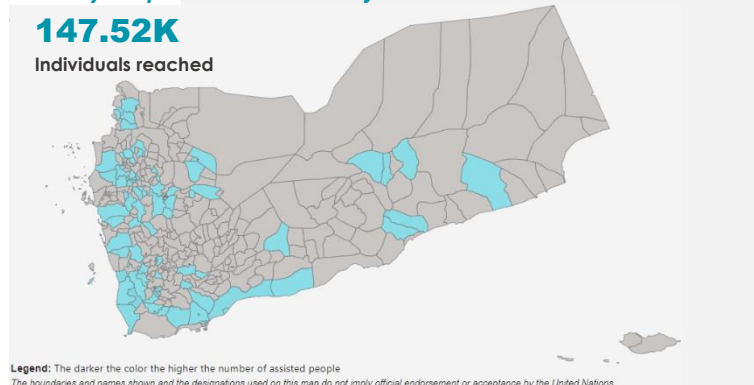 147.52K
Individuals reached
Legend: The darker the color the higher the number of assisted people
The boundaries and names shown and the designations used on this map do not imply official endorsement or acceptance by the United Nations